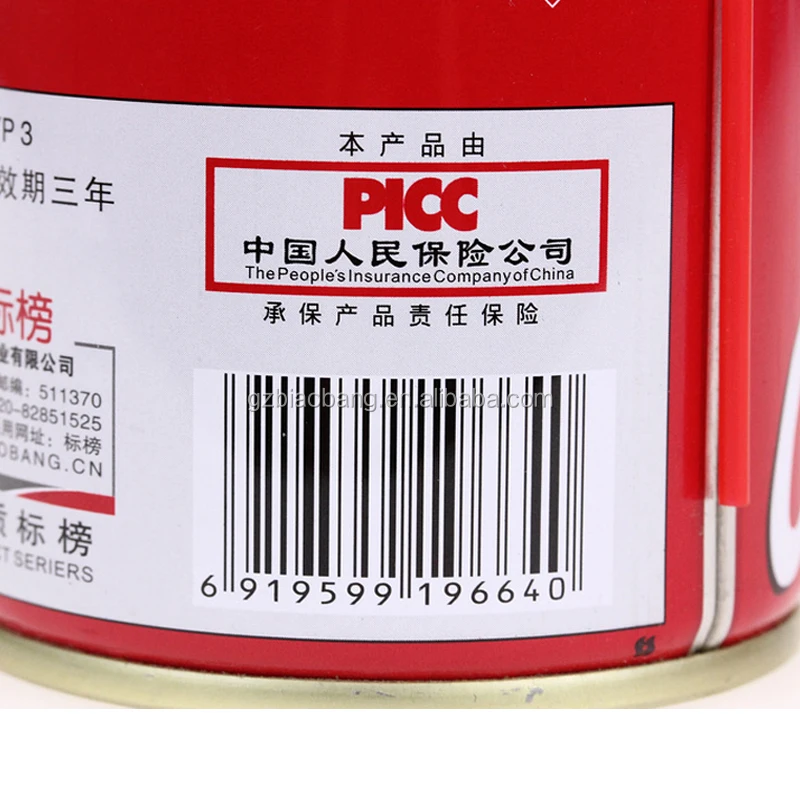 P 3
效期三年
标榜
业有限公司
邮编: 511370
20-82851525
用网址: 标榜
OBANG.CN
质标榜
CT SERIERS
本产品由
PICC
中国人民保险公司
The People's Insurance Company of China
承保产品责任保险
gzbiaobang.en.alibaba.com
6 919599 196640